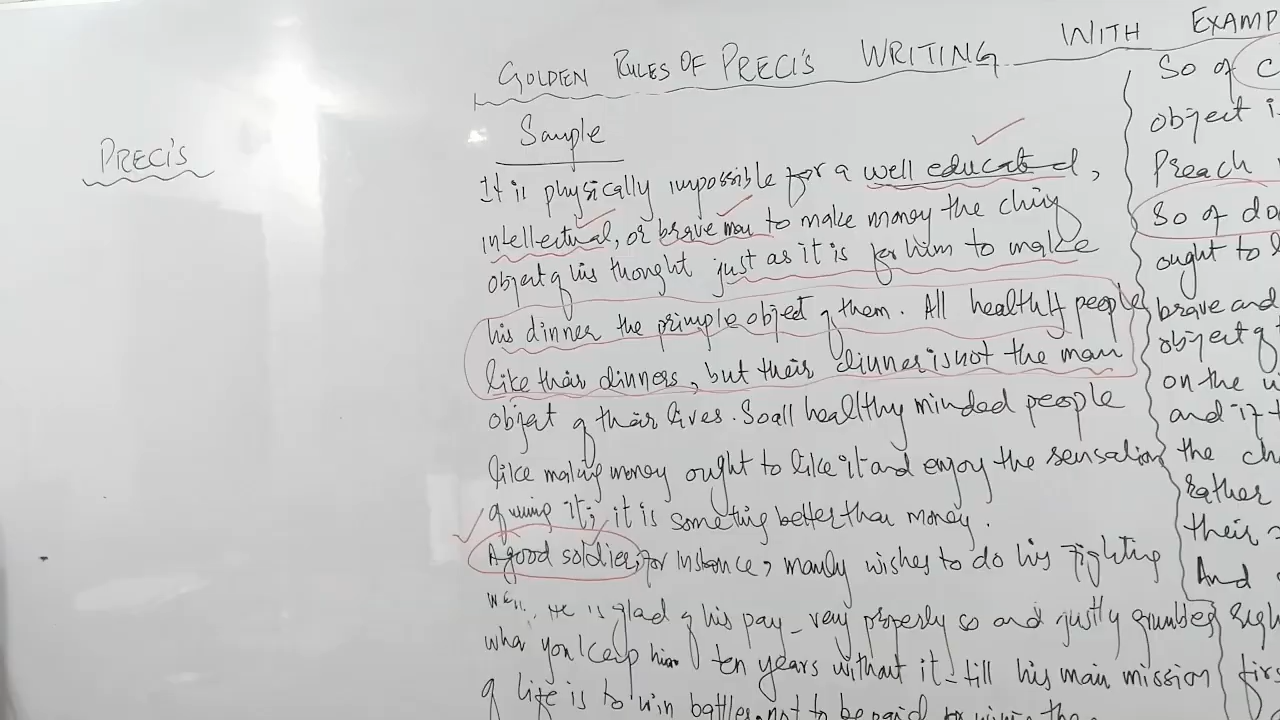 GOLDEN RULES OF PRECI'S WRITING WITH EXAMP
PRECI'S
Sample
It is physically impossible for a well educated,
intellectual, or brave man to make money the chief
object of his thought just as it is for him to make
his dinner the principle object of them. All healthy people
like their dinners, but their dinner is not the main
object of their lives. So all healthy minded people
like making money ought to like it and enjoy the sensation
of wining it; it is something better than money.
A good soldier, for instance, manly wishes to do his fighting
well. He is glad of his pay - very properly so and justly grumbles
when you keep him ten years without it - till his main mission
of life is to win battles not to be paid for
So of c
object i
Preach
So of do
ought to
brave and
object of
on the
and if t
the ch
rather
their
And
first